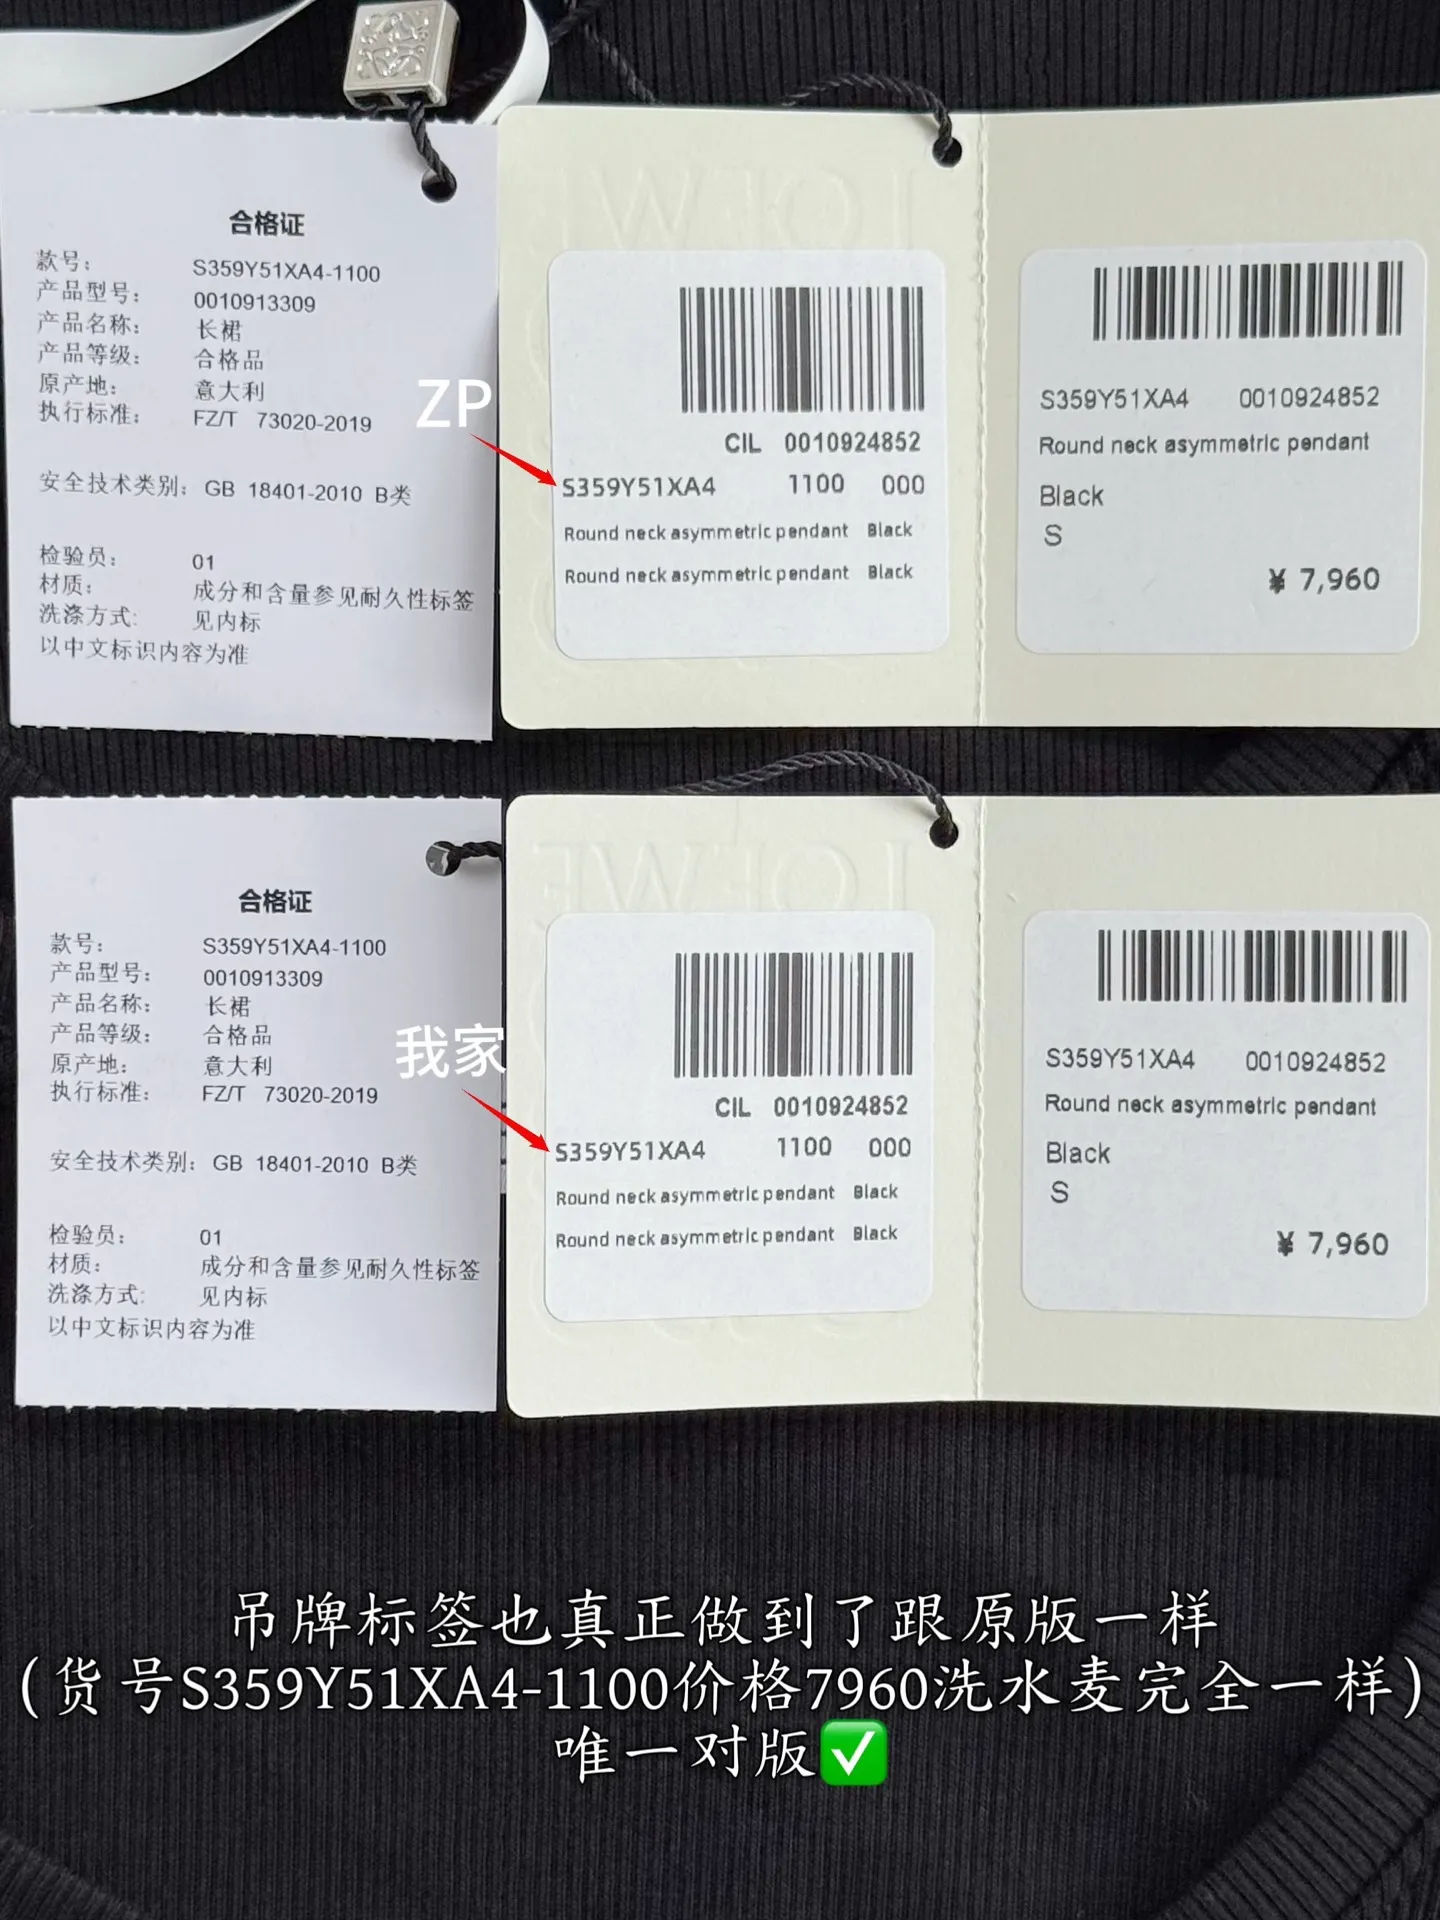 合格证
款号： S359Y51XA4-1100
产品型号： 0010913309
产品名称： 长裙
产品等级： 合格品
原产地： 意大利
执行标准： FZ/T 73020-2019
安全技术类别： GB 18401-2010 B类
检验员： 01
材质： 成分和含量参见耐久性标签
洗涤方式: 见内标
以中文标识内容为准
ZP
LOEWE
CIL 0010924852
S359Y51XA4 1100 000
Round neck asymmetric pendant Black
Round neck asymmetric pendant Black
S359Y51XA4 0010924852
Round neck asymmetric pendant
Black
S
¥ 7,960
合格证
款号： S359Y51XA4-1100
产品型号： 0010913309
产品名称： 长裙
产品等级： 合格品
原产地： 意大利
执行标准： FZ/T 73020-2019
安全技术类别： GB 18401-2010 B类
检验员： 01
材质： 成分和含量参见耐久性标签
洗涤方式: 见内标
以中文标识内容为准
我家
LOEWE
CIL 0010924852
S359Y51XA4 1100 000
Round neck asymmetric pendant Black
Round neck asymmetric pendant Black
S359Y51XA4 0010924852
Round neck asymmetric pendant
Black
S
¥ 7,960
吊牌标签也真正做到了跟原版一样
(货号S359Y51XA4-1100价格7960洗水麦完全一样)
唯一对版✅